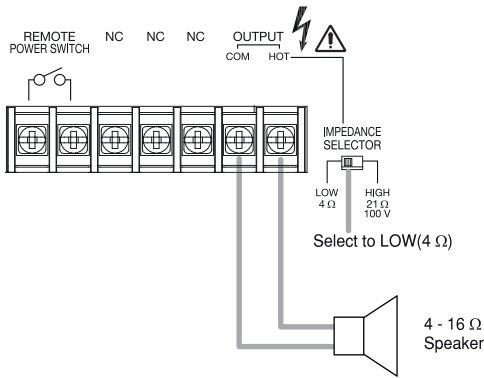 REMOTE
POWER SWITCH
NC
NC
NC
OUTPUT
COM
HOT
IMPEDANCE
SELECTOR
LOW
4 Ω
HIGH
21 Ω
100 V
Select to LOW(4 Ω)
4 - 16 Ω
Speaker